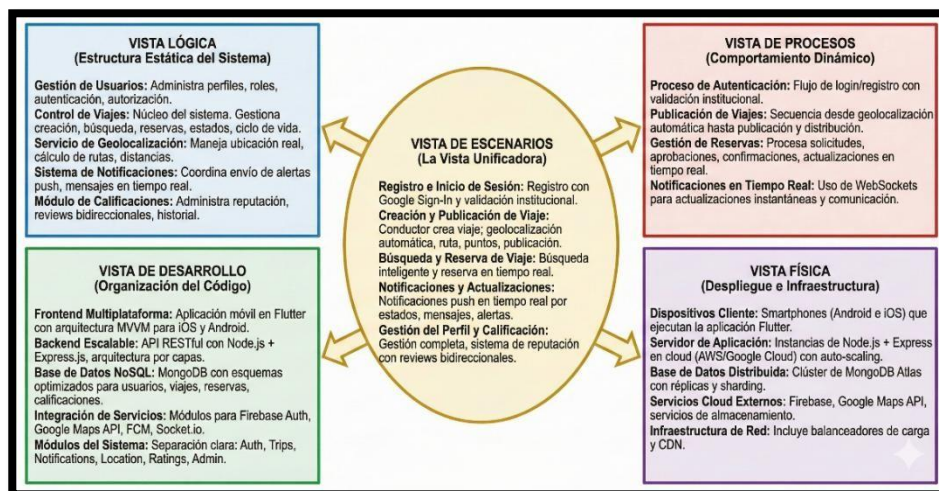 VISTA LÓGICA
(Estructura Estática del Sistema)
Gestión de Usuarios: Administra perfiles, roles,
autenticación, autorización.
Control de Viajes: Núcleo del sistema. Gestiona
creación, búsqueda, reservas, estados, ciclo de vida.
Servicio de Geolocalización: Maneja ubicación real,
cálculo de rutas, distancias.
Sistema de Notificaciones: Coordina envío de alertas
push, mensajes en tiempo real.
Módulo de Calificaciones: Administra reputación,
reviews bidireccionales, historial.
VISTA DE PROCESOS
(Comportamiento Dinámico)
Proceso de Autenticación: Flujo de login/registro con
validación institucional.
Publicación de Viajes: Secuencia desde geolocalización
automática hasta publicación y distribución.
Gestión de Reservas: Procesa solicitudes,
aprobaciones, confirmaciones, actualizaciones en
tiempo real.
Notificaciones en Tiempo Real: Uso de WebSockets
para actualizaciones instantáneas y comunicación.
VISTA DE ESCENARIOS
(La Vista Unificadora)
Registro e Inicio de Sesión: Registro con
Google Sign-In y validación institucional.
Creación y Publicación de Viaje:
Conductor crea viaje; geolocalización
automática, ruta, puntos, publicación.
Búsqueda y Reserva de Viaje: Búsqueda
inteligente y reserva en tiempo real.
Notificaciones y Actualizaciones:
Notificaciones push en tiempo real por
estados, mensajes, alertas.
Gestión del Perfil y Calificación:
Gestión completa, sistema de reputación
con reviews bidireccionales.
VISTA DE DESARROLLO
(Organización del Código)
Frontend Multiplataforma: Aplicación móvil en Flutter
con arquitectura MVVM para iOS y Android.
Backend Escalable: API RESTful con Node.js +
Express.js, arquitectura por capas.
Base de Datos NoSQL: MongoDB con esquemas
optimizados para usuarios, viajes, reservas,
calificaciones.
Integración de Servicios: Módulos para Firebase Auth,
Google Maps API, FCM, Socket.io.
Módulos del Sistema: Separación clara: Auth, Trips,
Notifications, Location, Ratings, Admin.
VISTA FÍSICA
(Despliegue e Infraestructura)
Dispositivos Cliente: Smartphones (Android e iOS) que
ejecutan la aplicación Flutter.
Servidor de Aplicación: Instancias de Node.js + Express
en cloud (AWS/Google Cloud) con auto-scaling.
Base de Datos Distribuida: Clúster de MongoDB Atlas
con réplicas y sharding.
Servicios Cloud Externos: Firebase, Google Maps API,
servicios de almacenamiento.
Infraestructura de Red: Incluye balanceadores de carga
y CDN.